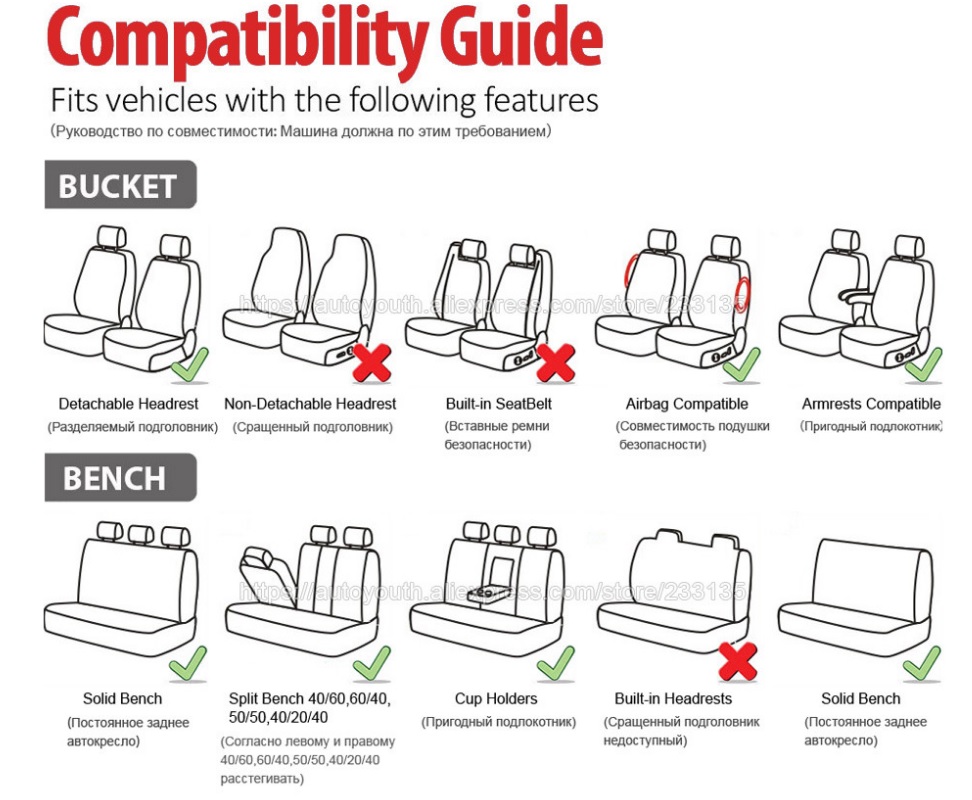 Compatibility Guide
Fits vehicles with the following features
(Руководство по совместимости: Машина должна по этим требованием)
BUCKET
https://autoyouth.aliexpress.com/store/233135
Detachable Headrest
(Разделяемый подголовник)
Non-Detachable Headrest
(Сращенный подголовник)
Built-in SeatBelt
(Вставные ремни
безопасности)
Airbag Compatible
(Совместимость подушки
безопасности)
Armrests Compatible
(Пригодный подлокотник)
BENCH
https://autoyouth.aliexpress.com/store/233135
Solid Bench
(Постоянное заднее
автокресло)
Split Bench 40/60,60/40,
50/50,40/20/40
(Согласно левому и правому
40/60,60/40,50/50,40/20/40
расстегивать)
Cup Holders
(Пригодный подлокотник)
Built-in Headrests
(Сращенный подголовник
недоступный)
Solid Bench
(Постоянное заднее
автокресло)